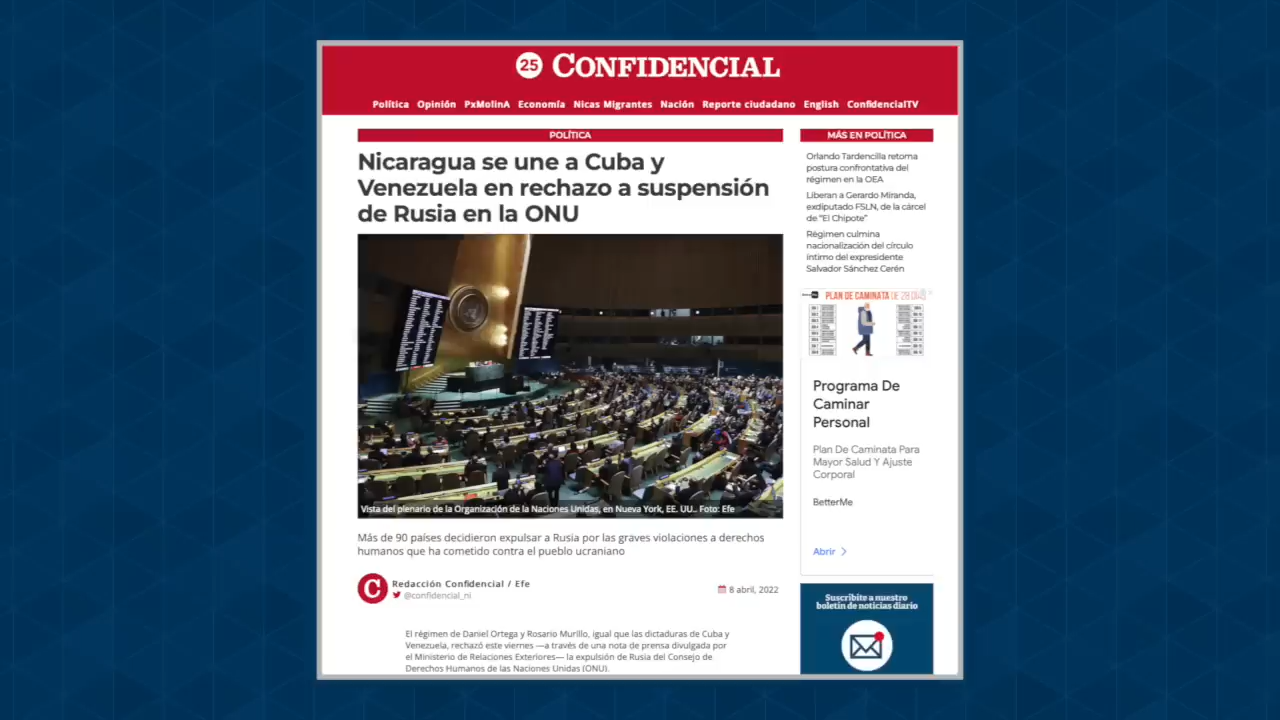 25 CONFIDENCIAL
Política Opinión PxMolinA Economía Nicas Migrantes Nación Reporte ciudadano English ConfidencialTV
POLÍTICA
Nicaragua se une a Cuba y
Venezuela en rechazo a suspensión
de Rusia en la ONU
Vista del plenario de la Organización de la Naciones Unidas, en Nueva York, EE. UU.. Foto: Efe
Más de 90 países decidieron expulsar a Rusia por las graves violaciones a derechos
humanos que ha cometido contra el pueblo ucraniano
C
Redacción Confidencial / Efe
@confidencial_ni
8 abril, 2022
El régimen de Daniel Ortega y Rosario Murillo, igual que las dictaduras de Cuba y
Venezuela, rechazó este viernes —a través de una nota de prensa divulgada por
el Ministerio de Relaciones Exteriores— la expulsión de Rusia del Consejo de
Derechos Humanos de las Naciones Unidas (ONU).
MÁS EN POLÍTICA
Orlando Tardencilla retoma
postura confrontativa del
régimen en la OEA
Liberan a Gerardo Miranda,
exdiputado FSLN, de la cárcel
de “El Chipote”
Régimen culmina
nacionalización del círculo
íntimo del expresidente
Salvador Sánchez Cerén
PLAN DE CAMINATA DE 28 DÍAS
Programa De
Caminar
Personal
Plan De Caminata Para
Mayor Salud Y Ajuste
Corporal
BetterMe
Abrir
Suscribite a nuestro
boletín de noticias diario